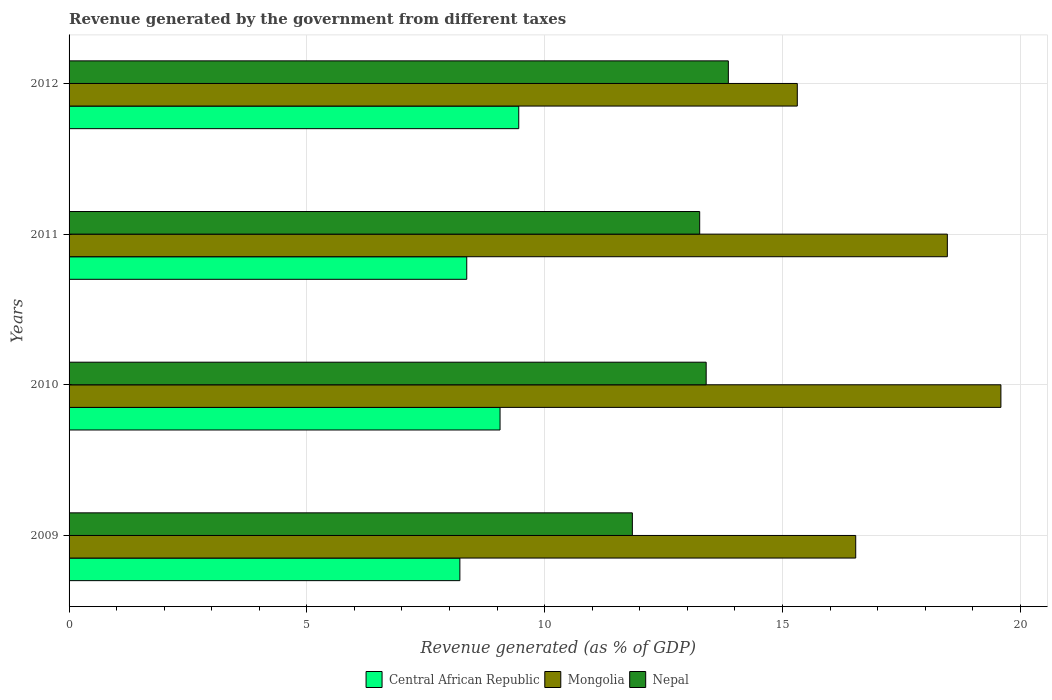 Revenue generated by the government from different taxes
Years
2012
2011
2010
2009
0
5
10
15
20
Revenue generated (as % of GDP)
Central African Republic
Mongolia
Nepal